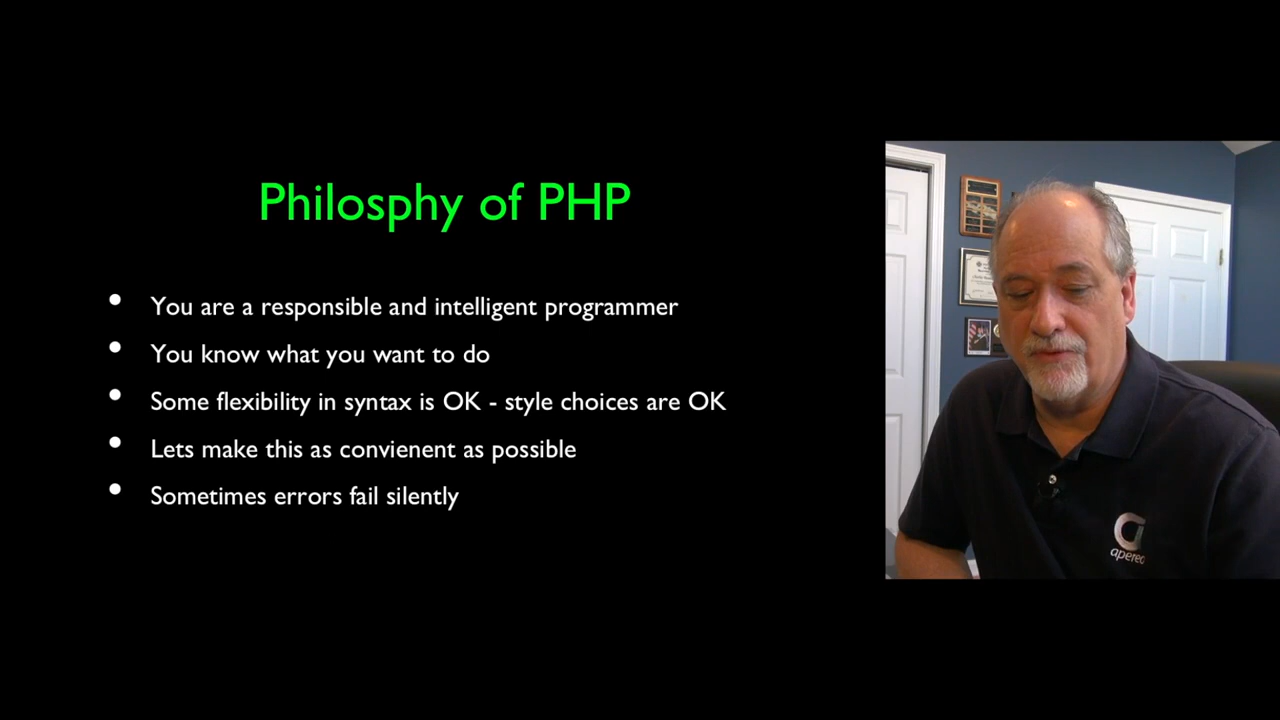 Philosphy of PHP
You are a responsible and intelligent programmer
You know what you want to do
Some flexibility in syntax is OK - style choices are OK
Lets make this as convienent as possible
Sometimes errors fail silently
apereo